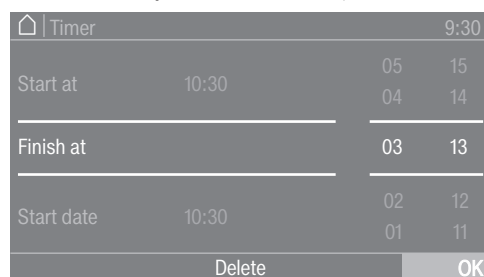 Timer 9:30
05 15
Start at 10:30
04 14
Finish at 03 13
02 12
Start date 10:30
01 11
Delete OK